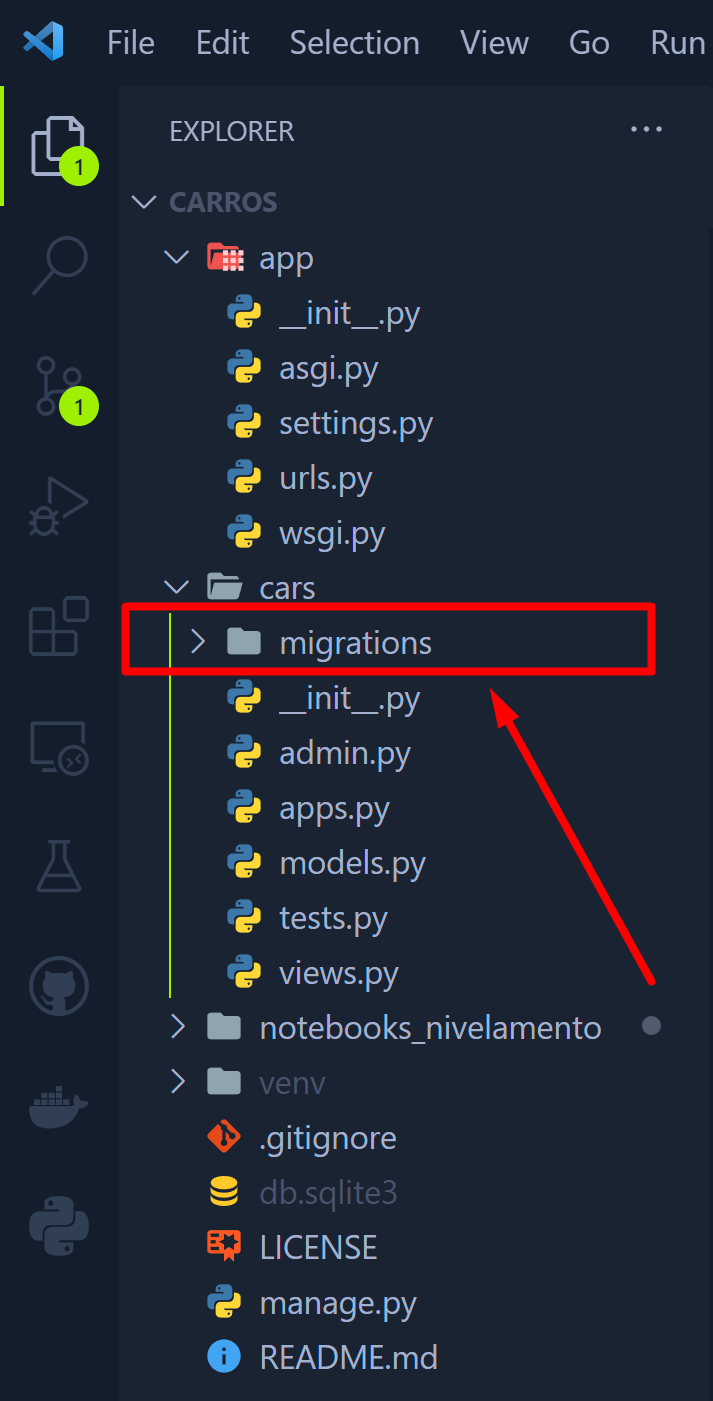 File Edit Selection View Go Run
EXPLORER ...
1
CARROS
app
__init__.py
asgi.py
1
settings.py
urls.py
wsgi.py
cars
migrations
__init__.py
admin.py
apps.py
models.py
tests.py
views.py
notebooks_nivelamento
venv
.gitignore
db.sqlite3
LICENSE
manage.py
README.md